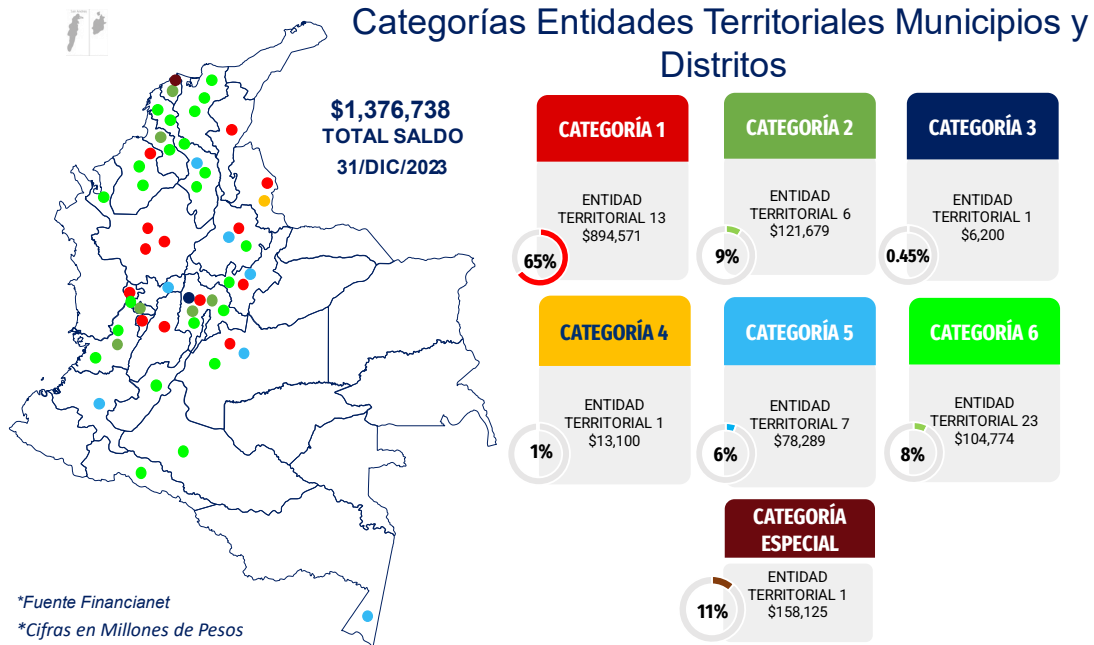 Categorías Entidades Territoriales Municipios y
Distritos
$1,376,738
TOTAL SALDO
31/DIC/2023
CATEGORÍA 1
ENTIDAD
TERRITORIAL 13
$894,571
65%
CATEGORÍA 2
ENTIDAD
TERRITORIAL 6
$121,679
9%
CATEGORÍA 3
ENTIDAD
TERRITORIAL 1
$6,200
0.45%
CATEGORÍA 4
ENTIDAD
TERRITORIAL 1
$13,100
1%
CATEGORÍA 5
ENTIDAD
TERRITORIAL 7
$78,289
6%
CATEGORÍA 6
ENTIDAD
TERRITORIAL 23
$104,774
8%
CATEGORÍA
ESPECIAL
ENTIDAD
TERRITORIAL 1
$158,125
11%
*Fuente Financianet
*Cifras en Millones de Pesos